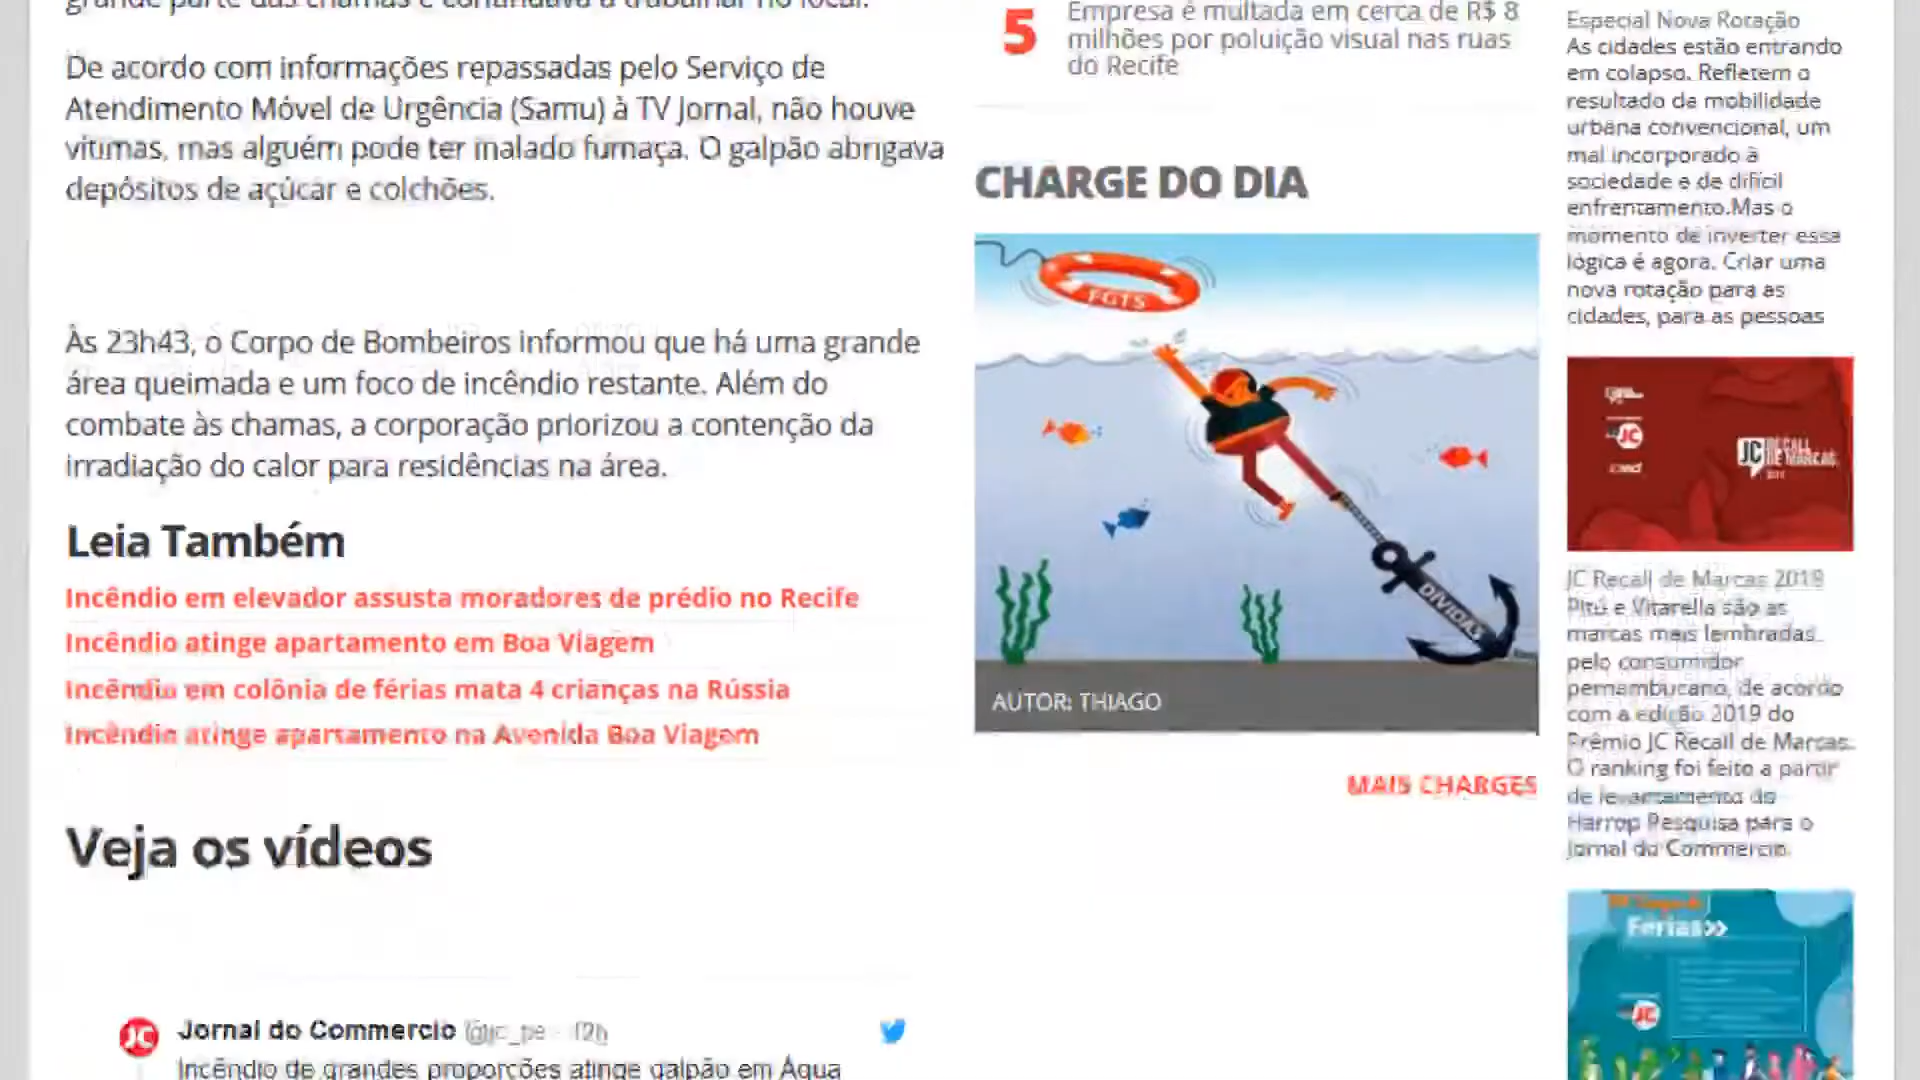 De acordo com informações repassadas pelo Serviço de
Atendimento Móvel de Urgência (Samu) à TV Jornal, não houve
vítimas, mas alguém pode ter inalado fumaça. O galpão abrigava
depósitos de açúcar e colchões.
Às 23h43, o Corpo de Bombeiros informou que há uma grande
área queimada e um foco de incêndio restante. Além do
combate às chamas, a corporação priorizou a contenção da
irradiação do calor para residências na área.
Leia Também
Incêndio em elevador assusta moradores de prédio no Recife
Incêndio atinge apartamento em Boa Viagem
Incêndio em colônia de férias mata 4 crianças na Rússia
Incêndio atinge apartamento na Avenida Boa Viagem
Veja os vídeos
JC
Jornal do Commercio @jc_pe · 12h
Incêndio de grandes proporções atinge galpão em Água
5
Empresa é multada em cerca de R$ 8
milhões por poluição visual nas ruas
do Recife
CHARGE DO DIA
FGTS
DÍVIDAS
AUTOR: THIAGO
MAIS CHARGES
Especial Nova Rotação
As cidades estão entrando
em colapso. Refletem o
resultado da mobilidade
urbana convencional, um
mal incorporado à
sociedade e de difícil
enfrentamento.Mas o
momento de inverter essa
lógica é agora. Criar uma
nova rotação para as
cidades, para as pessoas
JC
JC RECALL
DE MARCAS
JC Recall de Marcas 2019
Pitú e Vitarella são as
marcas mais lembradas
pelo consumidor
pernambucano, de acordo
com a edição 2019 do
Prêmio JC Recall de Marcas.
O ranking foi feito a partir
de levantamento do
Harrop Pesquisa para o
Jornal do Commercio.
Férias>>
JC